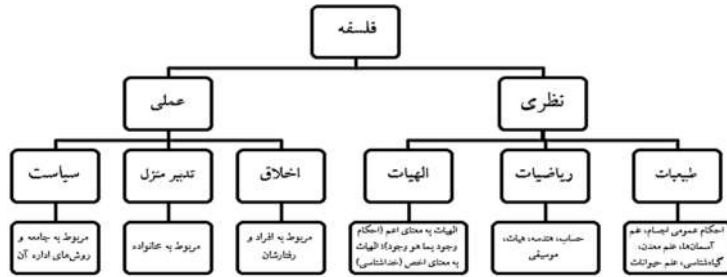 فلسفه
نظری
عملی
طبیعیات
ریاضیات
الهیات
اخلاق
تدبیر منزل
سیاست
احکام عمومی اجسام، علم
آسمان‌ها، علم معدن،
گیاه‌شناسی، علم حیوانات
حساب، هندسه، هیات،
موسیقی
الهیات به معنای اعم (احکام
وجود بما هو وجود)؛ الهیات
به معنای اخص (خداشناسی)
مربوط به افراد و
رفتارشان
مربوط به خانواده
مربوط به جامعه و
روش‌های اداره آن